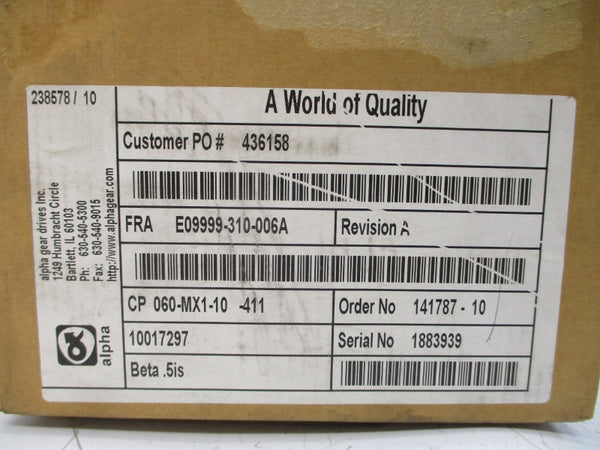 238578 / 10
A World of Quality
Customer PO # 436158
FRA E09999-310-006A
Revision A
CP 060-MX1-10 -411
Order No 141787 - 10
10017297
Serial No 1883939
Beta .5is
alpha gear drives Inc.
1249 Humbracht Circle
Bartlett, IL 60103
Ph: 630-540-5300
Fax: 630-540-9015
http://www.alphagear.com
alpha